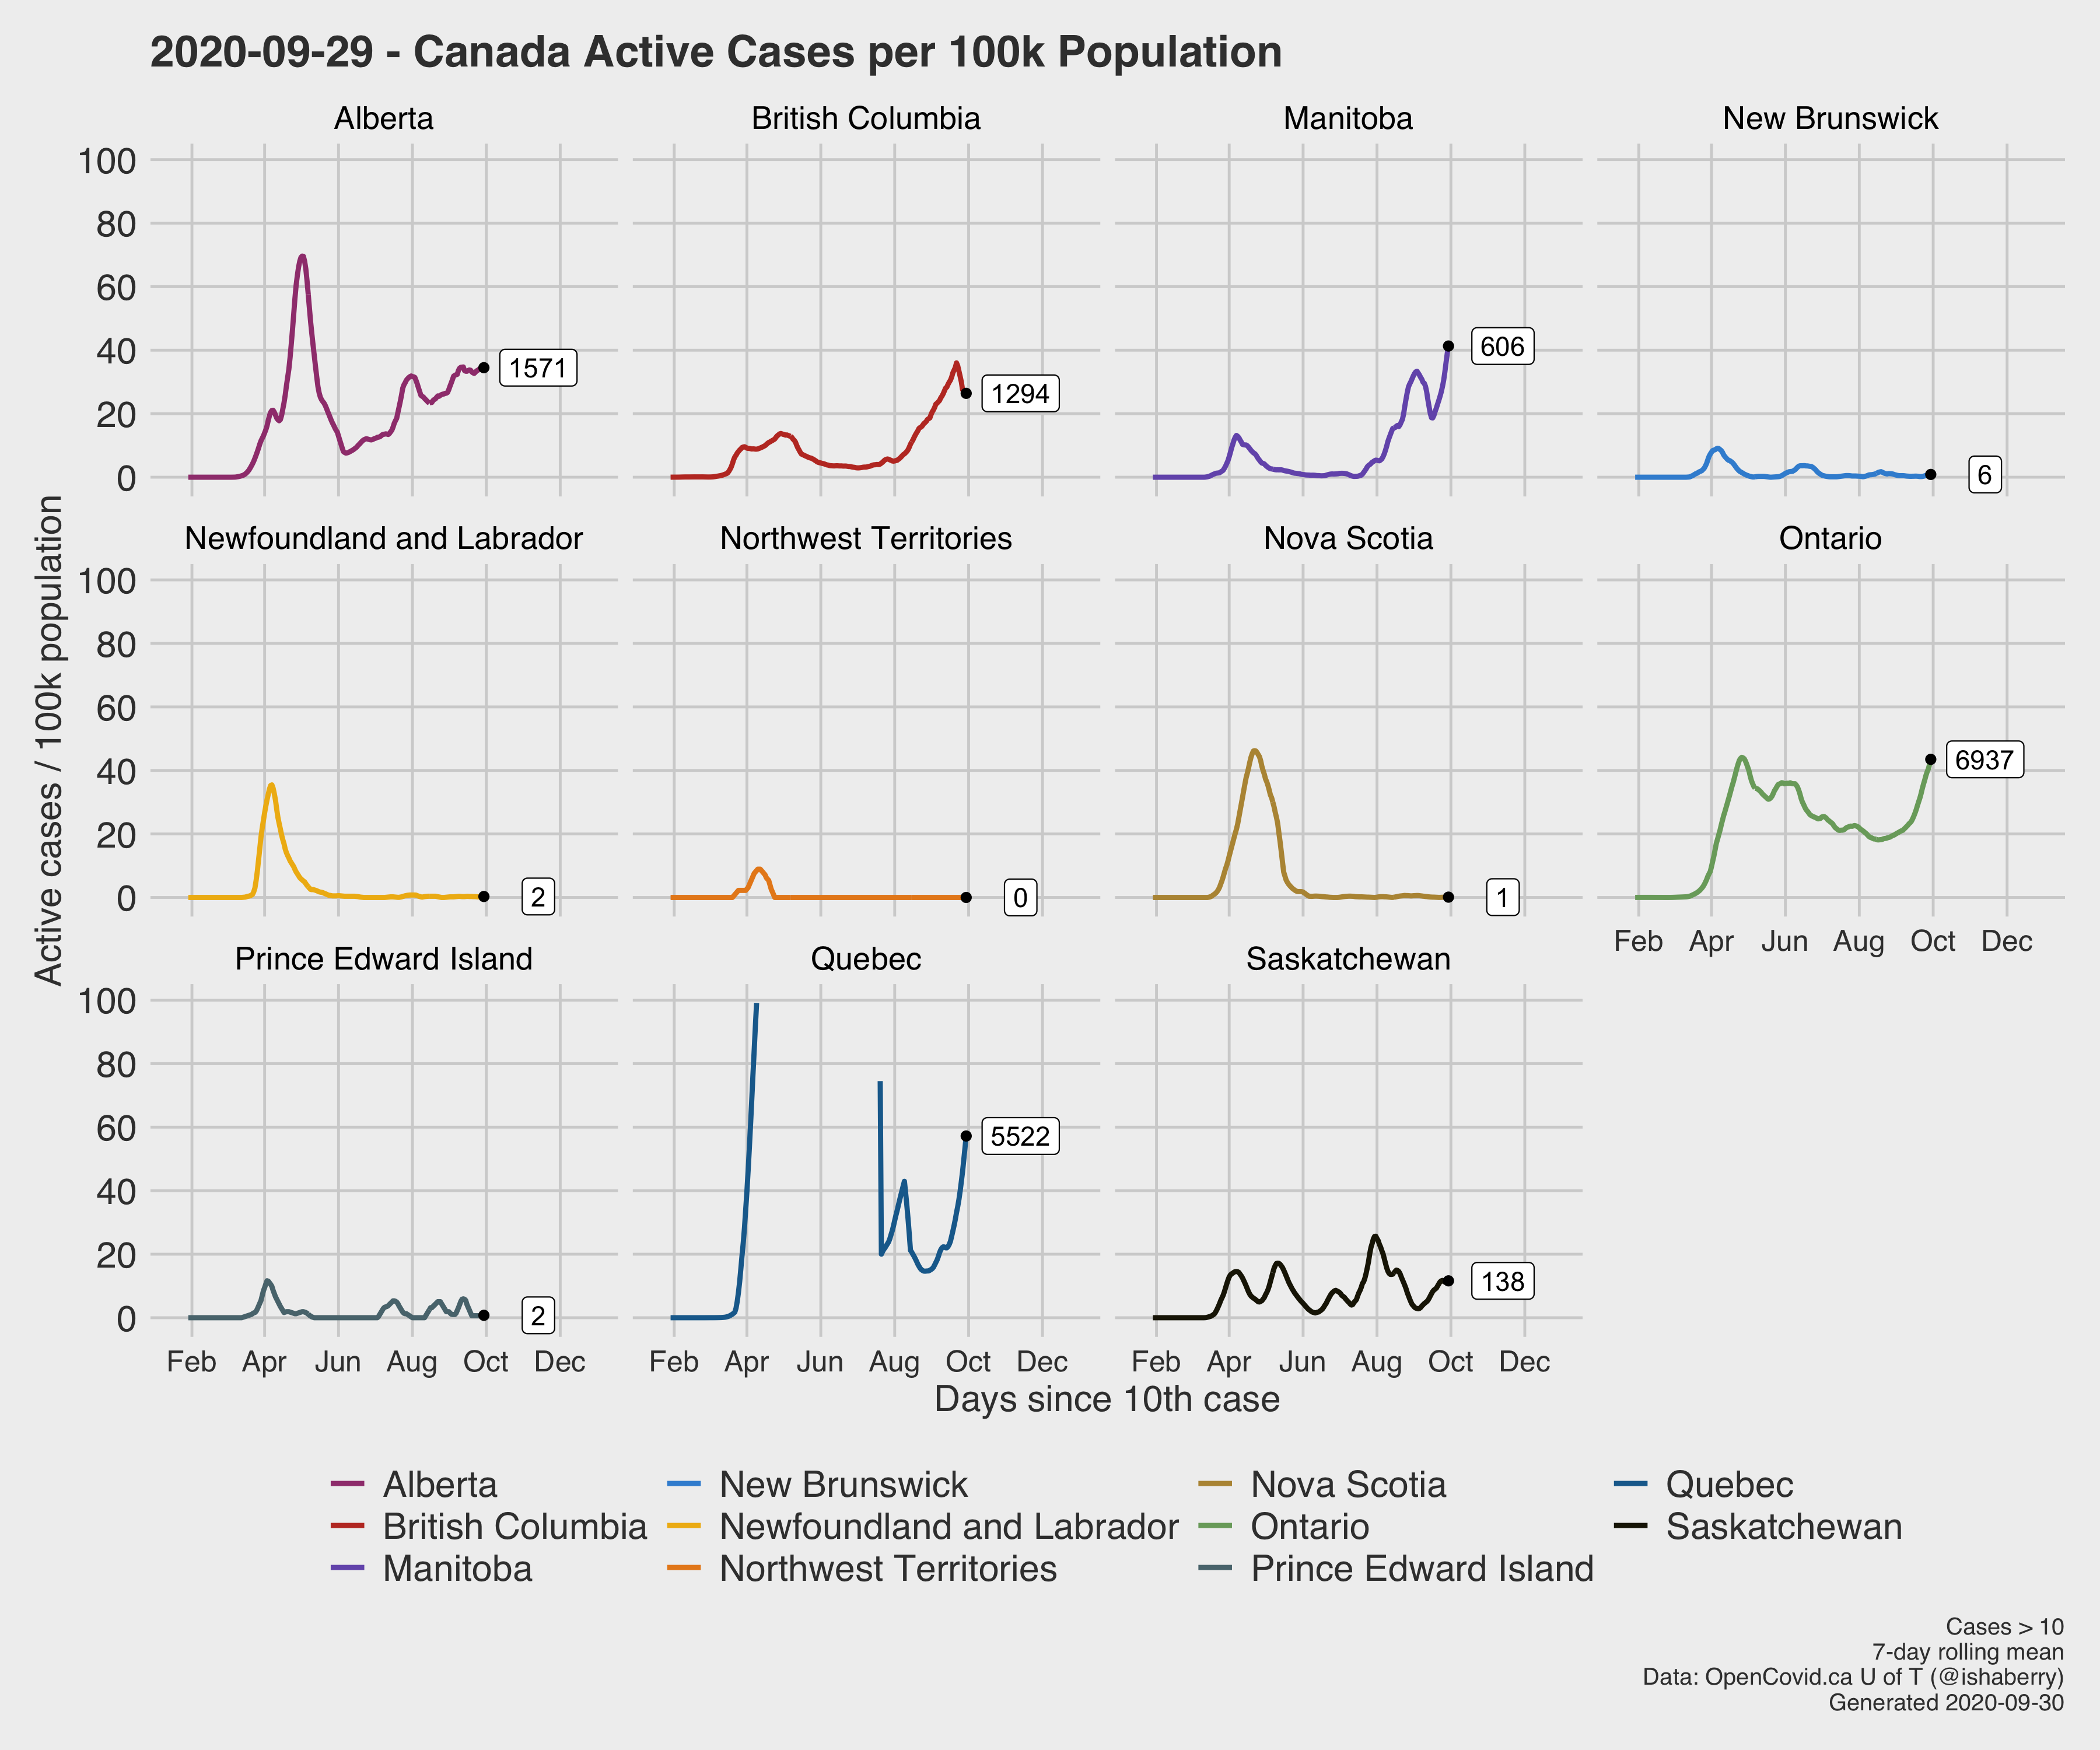 2020-09-29 - Canada Active Cases per 100k Population
Alberta
British Columbia
Manitoba
New Brunswick
100
80
60
40
20
0
1571
1294
606
6
Active cases / 100k population
Newfoundland and Labrador
Northwest Territories
Nova Scotia
Ontario
100
80
60
40
20
0
2
0
1
6937
Feb Apr Jun Aug Oct Dec
Prince Edward Island
Quebec
Saskatchewan
100
80
60
40
20
0
2
5522
138
Feb Apr Jun Aug Oct Dec
Feb Apr Jun Aug Oct Dec
Feb Apr Jun Aug Oct Dec
Days since 10th case
Alberta
British Columbia
Manitoba
New Brunswick
Newfoundland and Labrador
Northwest Territories
Nova Scotia
Ontario
Prince Edward Island
Quebec
Saskatchewan
Cases > 10
7-day rolling mean
Data: OpenCovid.ca U of T (@ishaberry)
Generated 2020-09-30